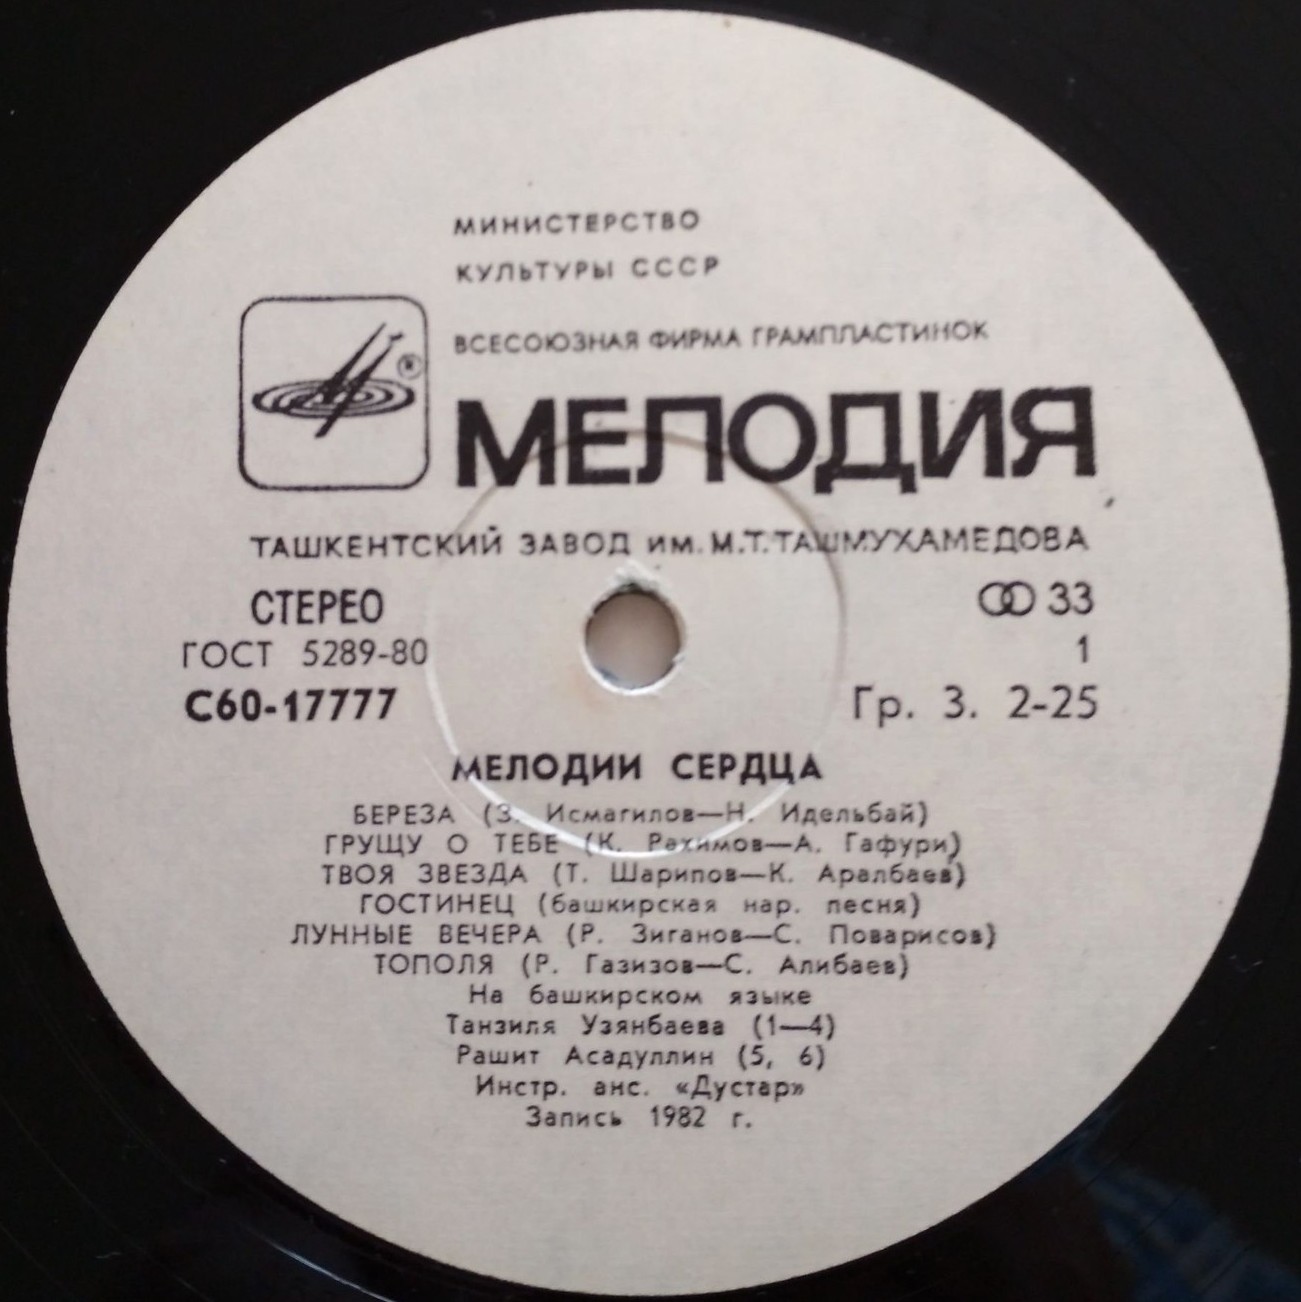 МИНИСТЕРСТВО
КУЛЬТУРЫ СССР
ВСЕСОЮЗНАЯ ФИРМА ГРАМПЛАСТИНОК
®
МЕЛОДИЯ
ТАШКЕНТСКИЙ ЗАВОД им. М.Т.ТАШМУХАМЕДОВА
СТЕРЕО
33
ГОСТ 5289-80
1
С60-17777
Гр. 3. 2-25
МЕЛОДИИ СЕРДЦА
БЕРЕЗА (З. Исмагилов—Н. Идельбай)
ГРУЩУ О ТЕБЕ (К. Рахимов—А. Гафури)
ТВОЯ ЗВЕЗДА (Т. Шарипов—К. Аралбаев)
ГОСТИНЕЦ (башкирская нар. песня)
ЛУННЫЕ ВЕЧЕРА (Р. Зиганов—С. Поварисов)
ТОПОЛЯ (Р. Газизов—С. Алибаев)
На башкирском языке
Танзиля Узянбаева (1—4)
Рашит Асадуллин (5, 6)
Инстр. анс. «Дустар»
Запись 1982 г.